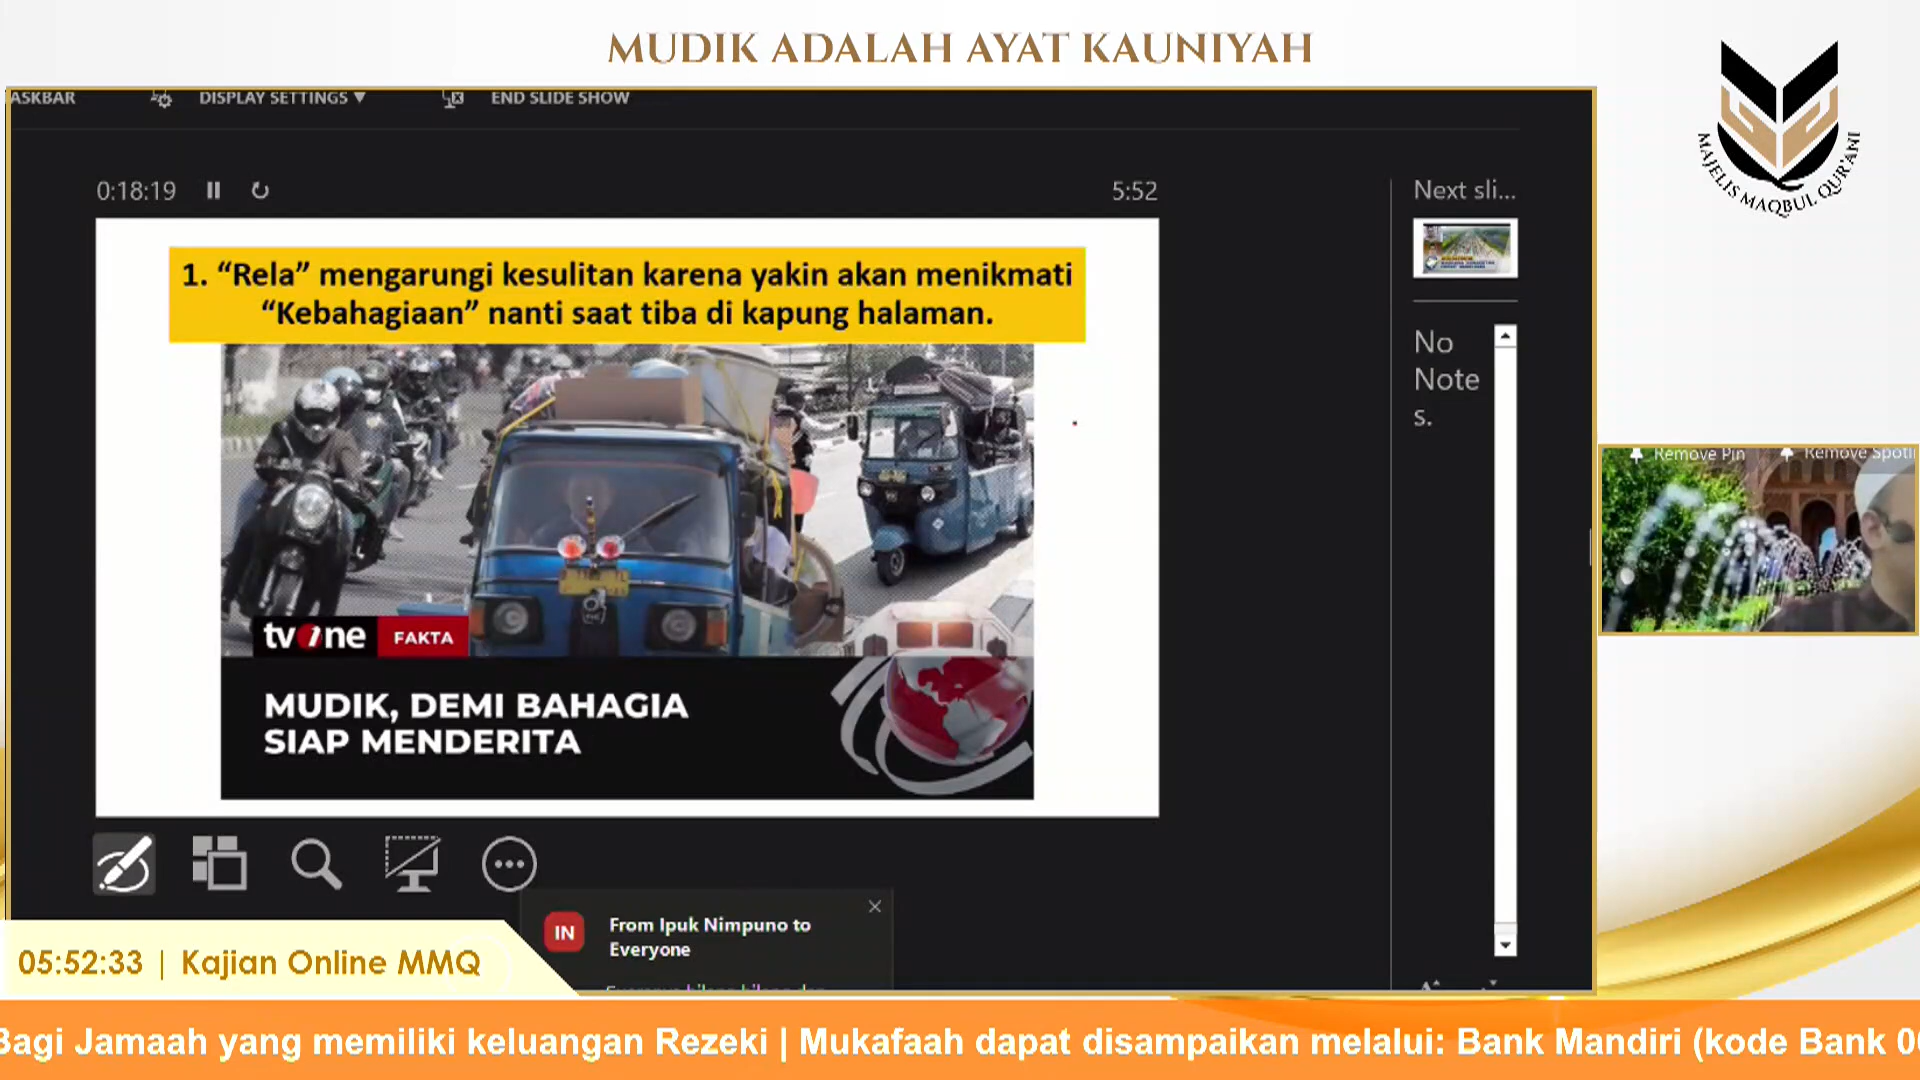 MUDIK ADALAH AYAT KAUNIYAH
ASKBAR
DISPLAY SETTINGS
END SLIDE SHOW
0:18:19
5:52
Next sli...
1. “Rela” mengarungi kesulitan karena yakin akan menikmati
“Kebahagiaan” nanti saat tiba di kapung halaman.
No
Note
s.
tvOne FAKTA
MUDIK, DEMI BAHAGIA
SIAP MENDERITA
MAJELIS MAQBUL QUR'ANI
Remove Pin
Remove Spotli
IN
From Ipuk Nimpuno to
Everyone
05:52:33 | Kajian Online MMQ
Bagi Jamaah yang memiliki keluangan Rezeki | Mukafaah dapat disampaikan melalui: Bank Mandiri (kode Bank 00